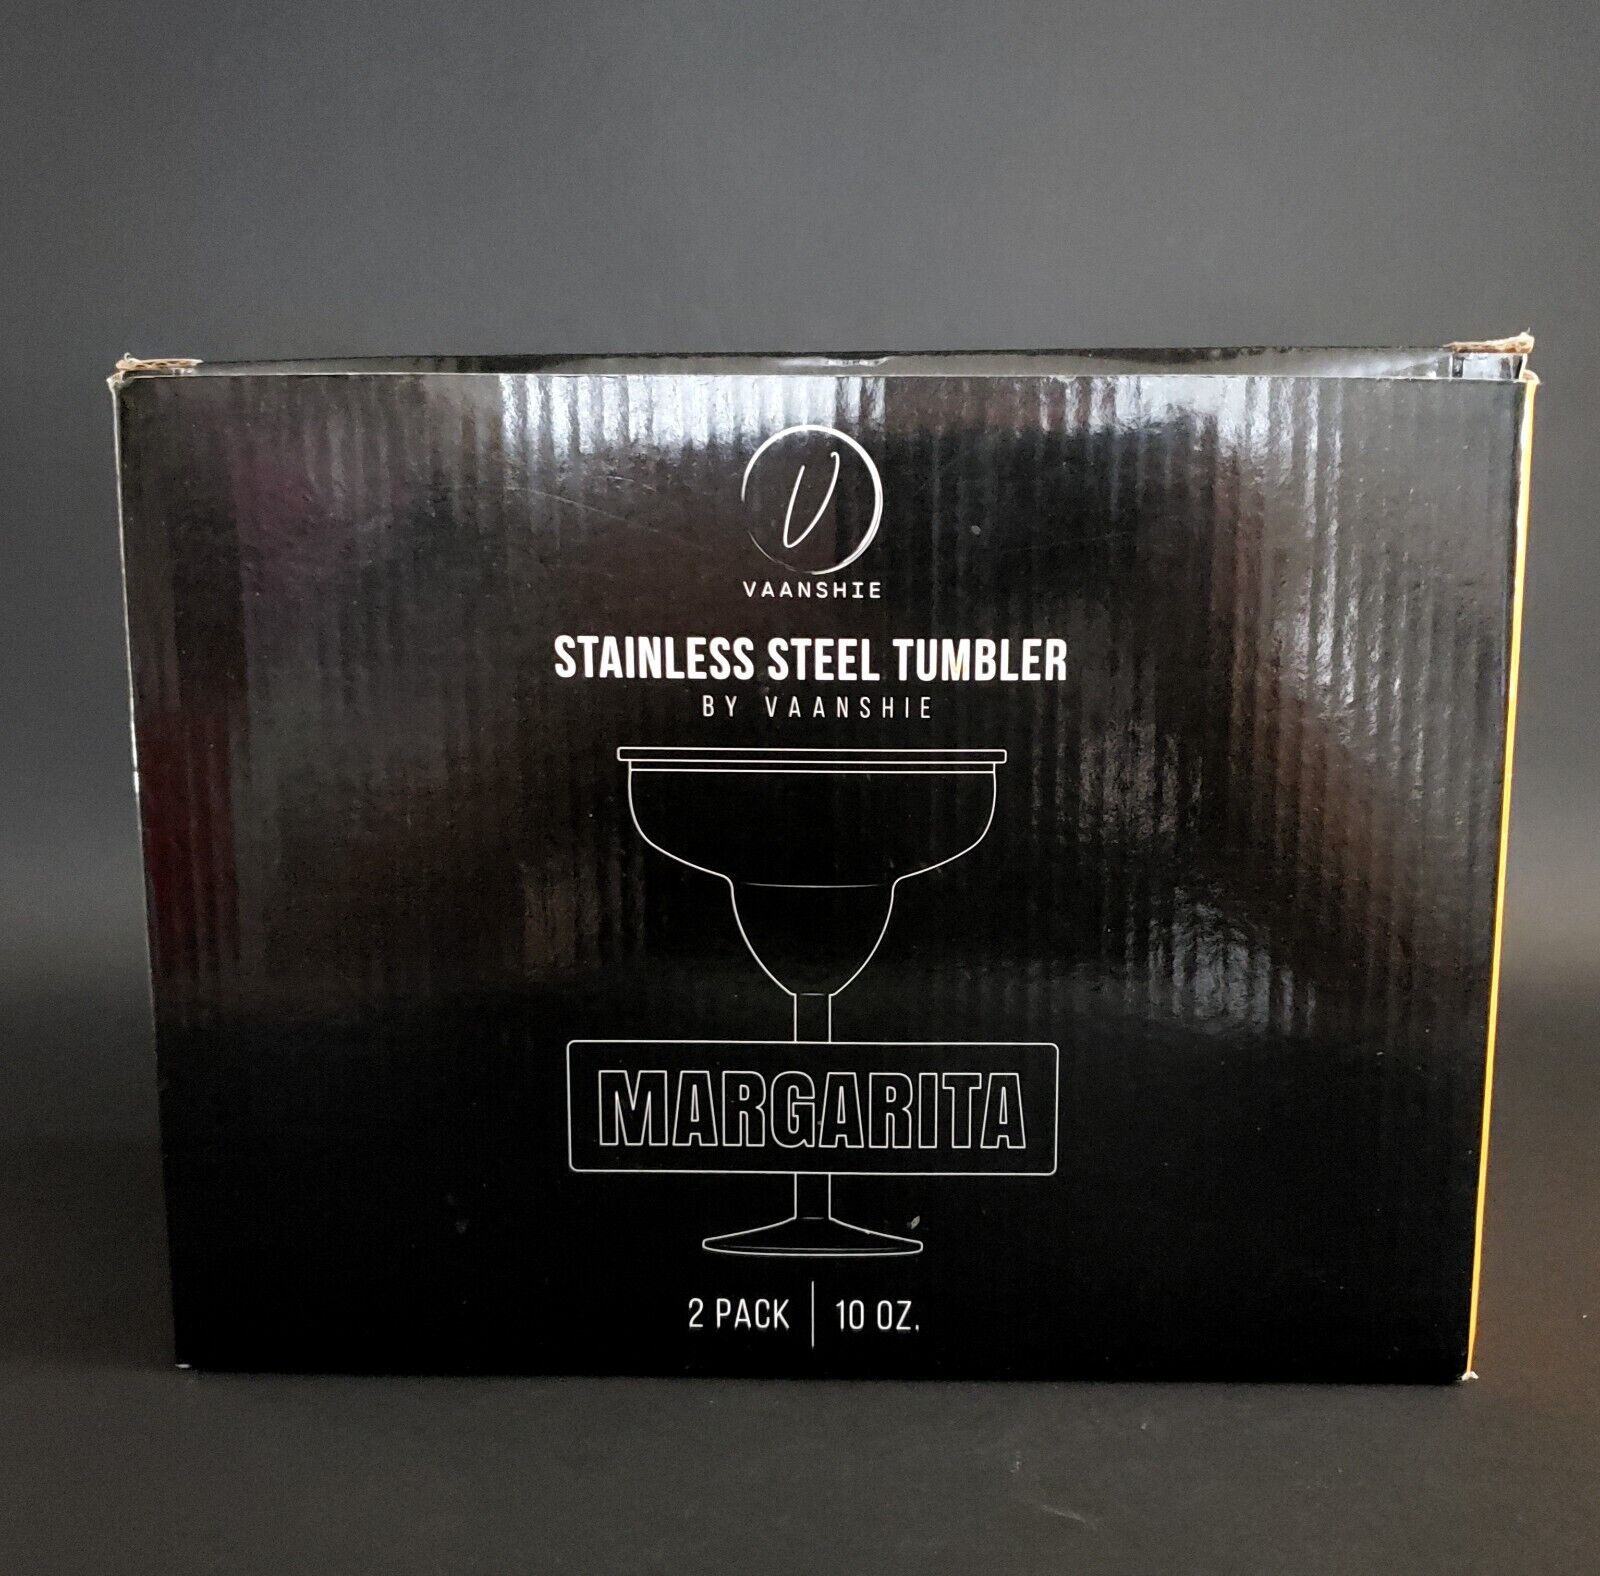 V
VAANSHIE
STAINLESS STEEL TUMBLER
BY VAANSHIE
MARGARITA
2 PACK | 10 OZ.